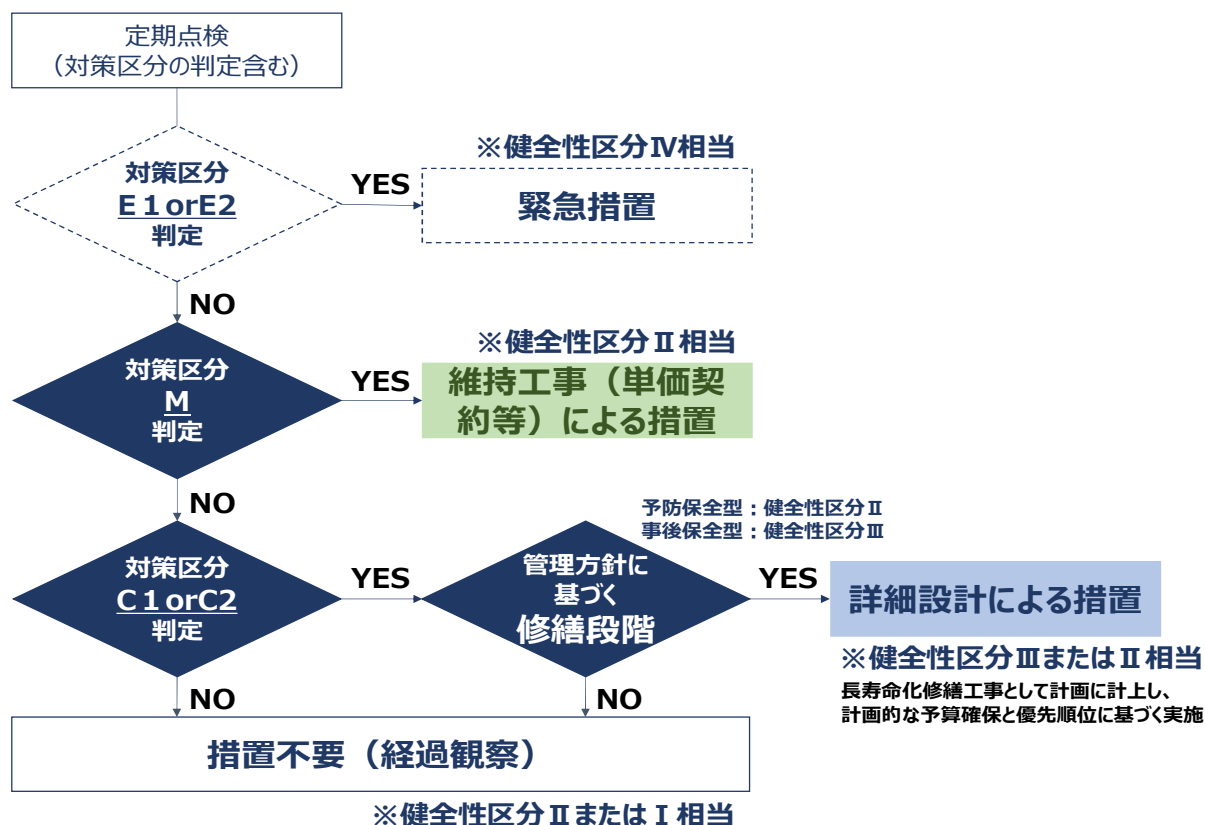 定期点検
（対策区分の判定含む）
対策区分
E１orE2
判定
YES
※健全性区分Ⅳ相当
緊急措置
NO
対策区分
M
判定
YES
※健全性区分Ⅱ相当
維持工事（単価契
約等）による措置
NO
対策区分
C１orC2
判定
YES
予防保全型：健全性区分Ⅱ
事後保全型：健全性区分Ⅲ
管理方針に
基づく
修繕段階
YES
詳細設計による措置
※健全性区分ⅢまたはⅡ相当
長寿命化修繕工事として計画に計上し、
計画的な予算確保と優先順位に基づく実施
NO
NO
措置不要（経過観察）
※健全性区分ⅡまたはⅠ相当